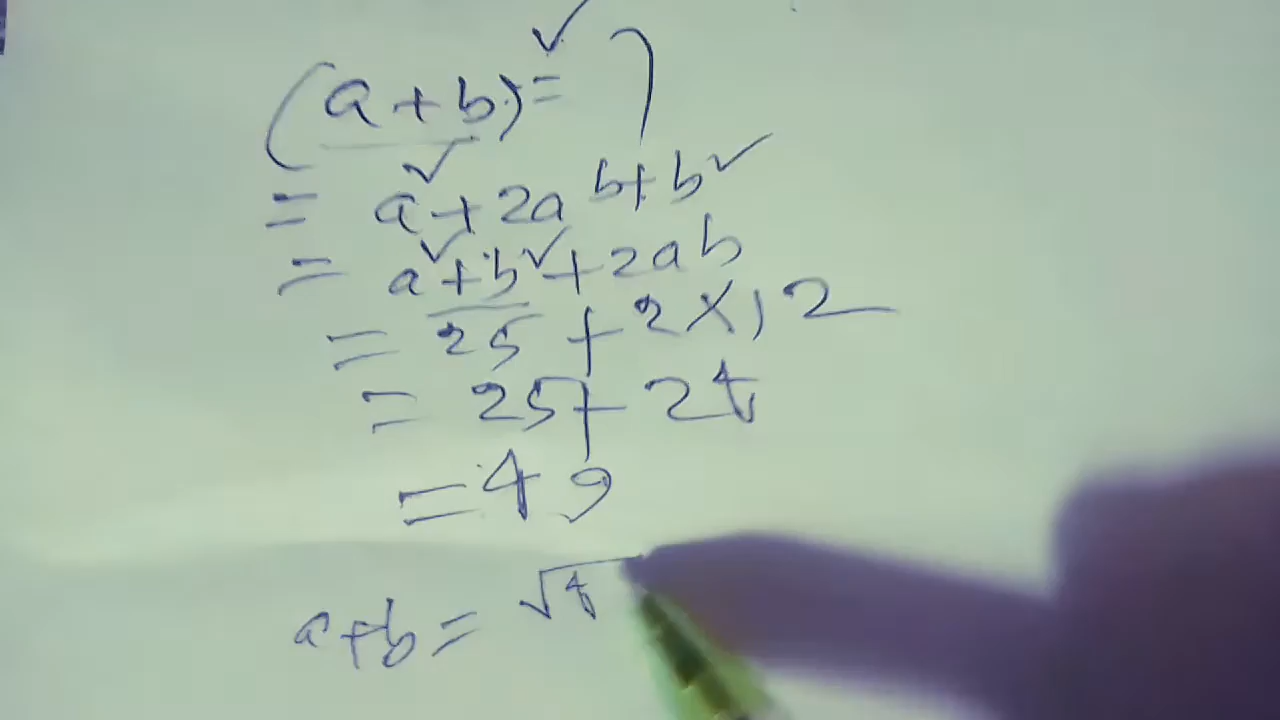 (a+b)² = )
= a² + 2ab + b²
= a² + b² + 2ab
= 25 + 2×12
= 25 + 24
= 49
a+b = √4